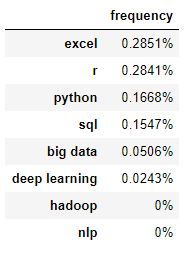 frequency
excel 0.2851%
r 0.2841%
python 0.1668%
sql 0.1547%
big data 0.0506%
deep learning 0.0243%
hadoop 0%
nlp 0%